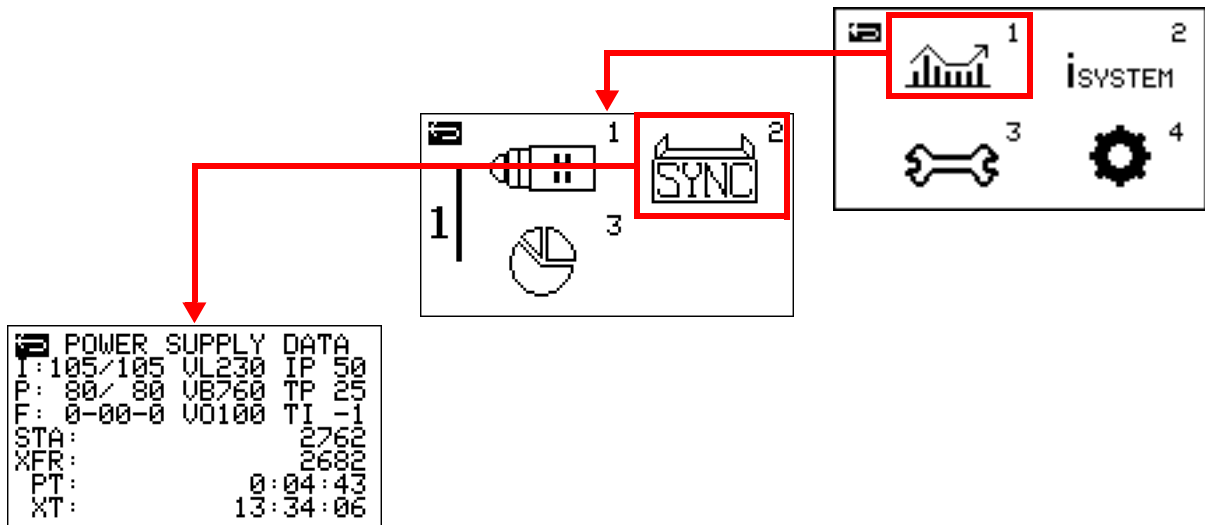 1 2
iSYSTEM
3 4
1 2
SYNC
1
3
POWER SUPPLY DATA
I:105/105 VL230 IP 50
P: 80/ 80 VB760 TP 25
F: 0-00-0 VO100 TI -1
STA: 2762
XFR: 2682
PT: 0:04:43
XT: 13:34:06